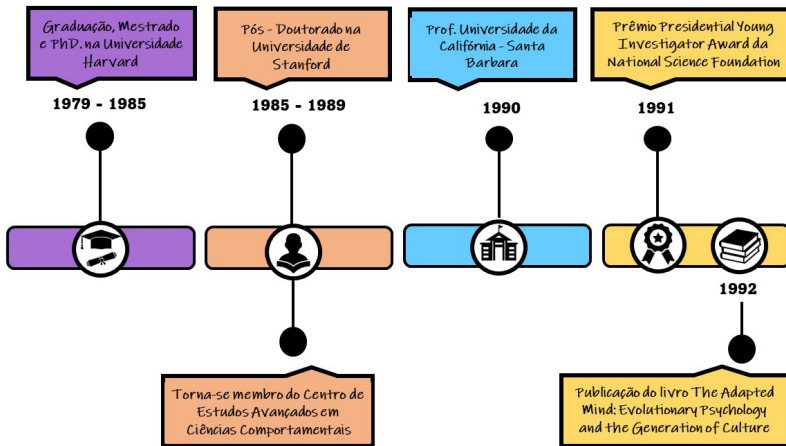 Graduação, Mestrado
e PhD. na Universidade
Harvard
1979 - 1985
Pós - Doutorado na
Universidade de
Stanford
1985 - 1989
Torna-se membro do Centro de
Estudos Avançados em
Ciências Comportamentais
Prof. Universidade da
Califórnia - Santa
Barbara
1990
Prêmio Presidential Young
Investigator Award da
National Science Foundation
1991
1992
Publicação do livro The Adapted
Mind: Evolutionary Psychology
and the Generation of Culture